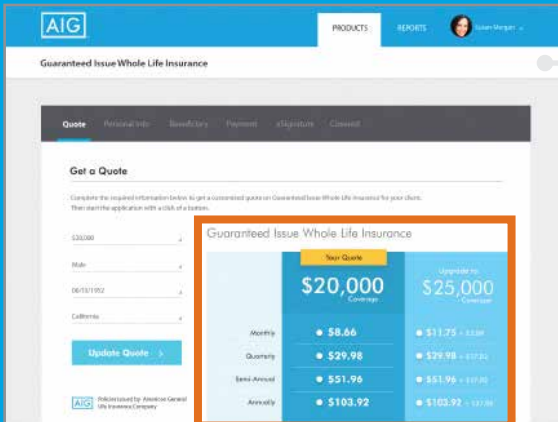 AIG
PRODUCTS
REPORTS
Susan Morgan
Guaranteed Issue Whole Life Insurance
Quote
Personal Info
Beneficiary
Payment
eSignature
Consent
Get a Quote
Complete the required information below to get a customized quote on Guaranteed Issue Whole Life Insurance for your client.
Then start the application with a click of a button.
$20,000
Male
06/13/1952
California
Update Quote >
AIG
Policies issued by American General
Life Insurance Company
Guaranteed Issue Whole Life Insurance
Your Quote
$20,000
Coverage
Upgrade to:
$25,000
Coverage
Monthly
$8.66
$11.75
Quarterly
$29.98
$29.98
Semi-Annual
$51.96
$51.96
Annually
$103.92
$103.92